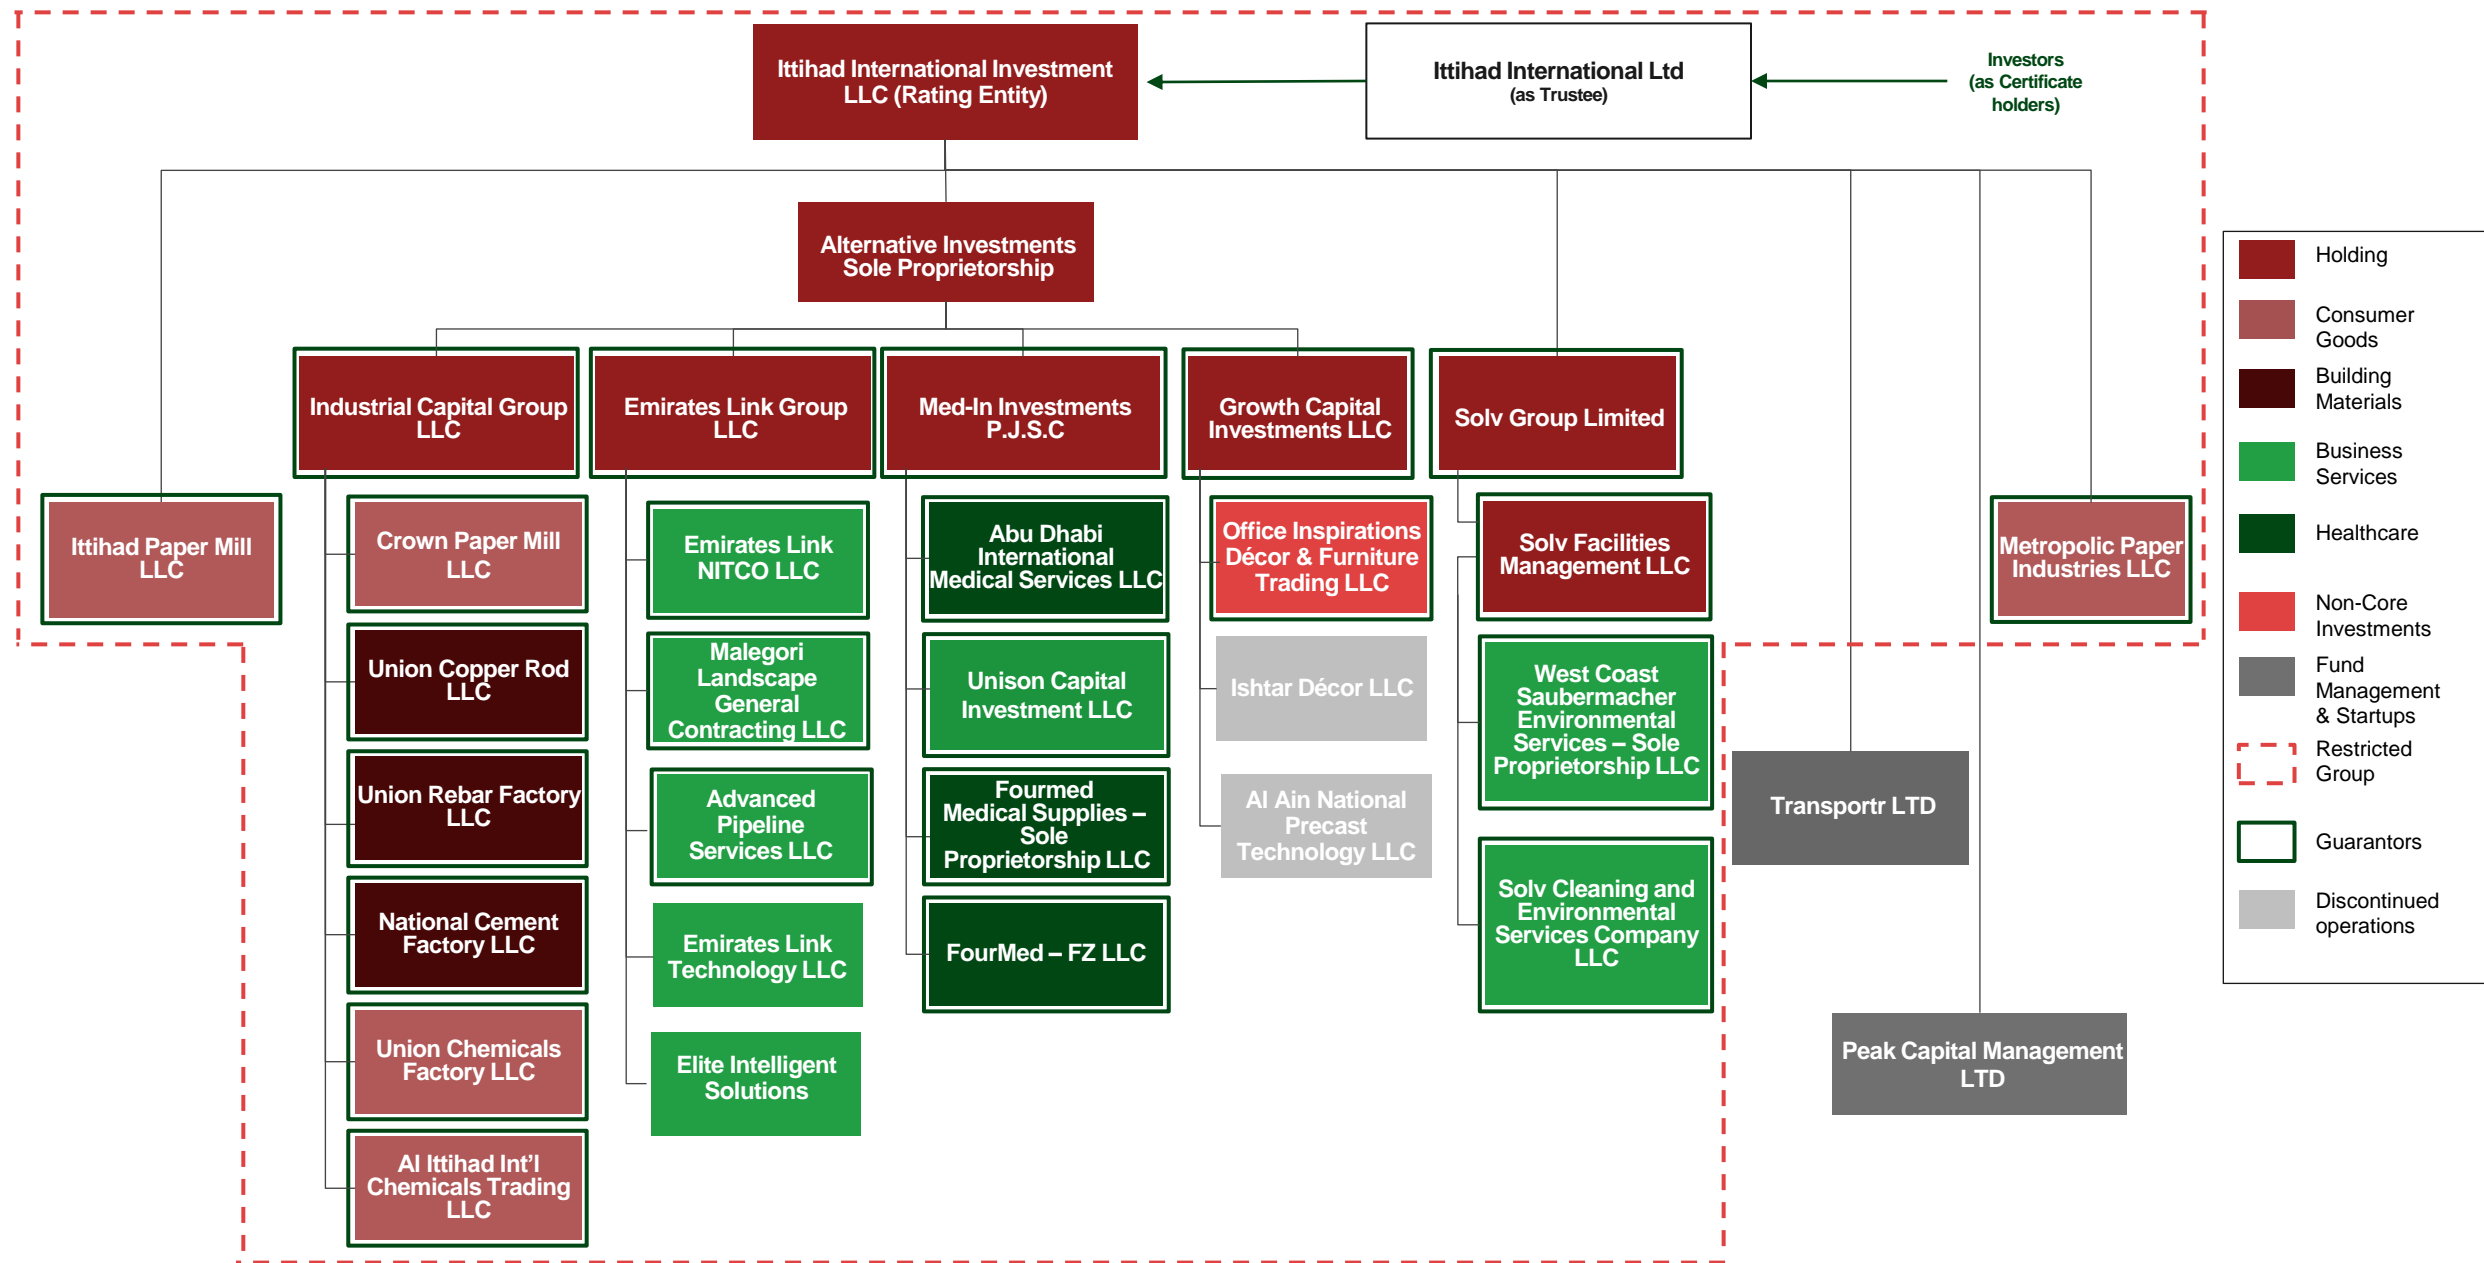 Ittihad International Investment
LLC (Rating Entity)
Ittihad International Ltd
(as Trustee)
Investors
(as Certificate
holders)
Alternative Investments
Sole Proprietorship
Industrial Capital Group
LLC
Emirates Link Group
LLC
Med-In Investments
P.J.S.C
Growth Capital
Investments LLC
Solv Group Limited
Ittihad Paper Mill
LLC
Crown Paper Mill
LLC
Union Copper Rod
LLC
Union Rebar Factory
LLC
National Cement
Factory LLC
Union Chemicals
Factory LLC
Al Ittihad Int'l
Chemicals Trading
LLC
Emirates Link
NITCO LLC
Malegori
Landscape
General
Contracting LLC
Advanced
Pipeline
Services LLC
Emirates Link
Technology LLC
Elite Intelligent
Solutions
Abu Dhabi
International
Medical Services LLC
Unison Capital
Investment LLC
Fourmed
Medical Supplies –
Sole
Proprietorship LLC
FourMed – FZ LLC
Office Inspirations
Décor & Furniture
Trading LLC
Ishtar Décor LLC
Al Ain National
Precast
Technology LLC
Solv Facilities
Management LLC
West Coast
Saubermacher
Environmental
Services – Sole
Proprietorship LLC
Solv Cleaning and
Environmental
Services Company
LLC
Transportr LTD
Peak Capital Management
LTD
Metropolic Paper
Industries LLC
Holding
Consumer
Goods
Building
Materials
Business
Services
Healthcare
Non-Core
Investments
Fund
Management
& Startups
Restricted
Group
Guarantors
Discontinued
operations